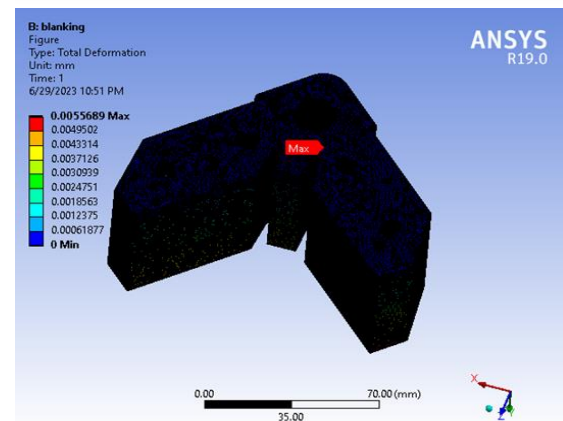 B: blanking
Figure
Type: Total Deformation
Unit: mm
Time: 1
6/29/2023 10:51 PM
ANSYS
R19.0
0.0055689 Max
0.0049502
0.0043314
0.0037126
0.0030939
0.0024751
0.0018563
0.0012375
0.00061877
0 Min
Max
0.00
70.00 (mm)
35.00
X